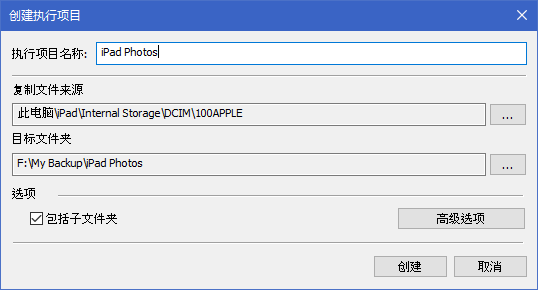 创建执行项目
执行项目名称: iPad Photos
复制文件来源
此电脑\iPad\Internal Storage\DCIM\100APPLE
...
目标文件夹
F:\My Backup\iPad Photos
...
选项
包括子文件夹
高级选项
创建
取消